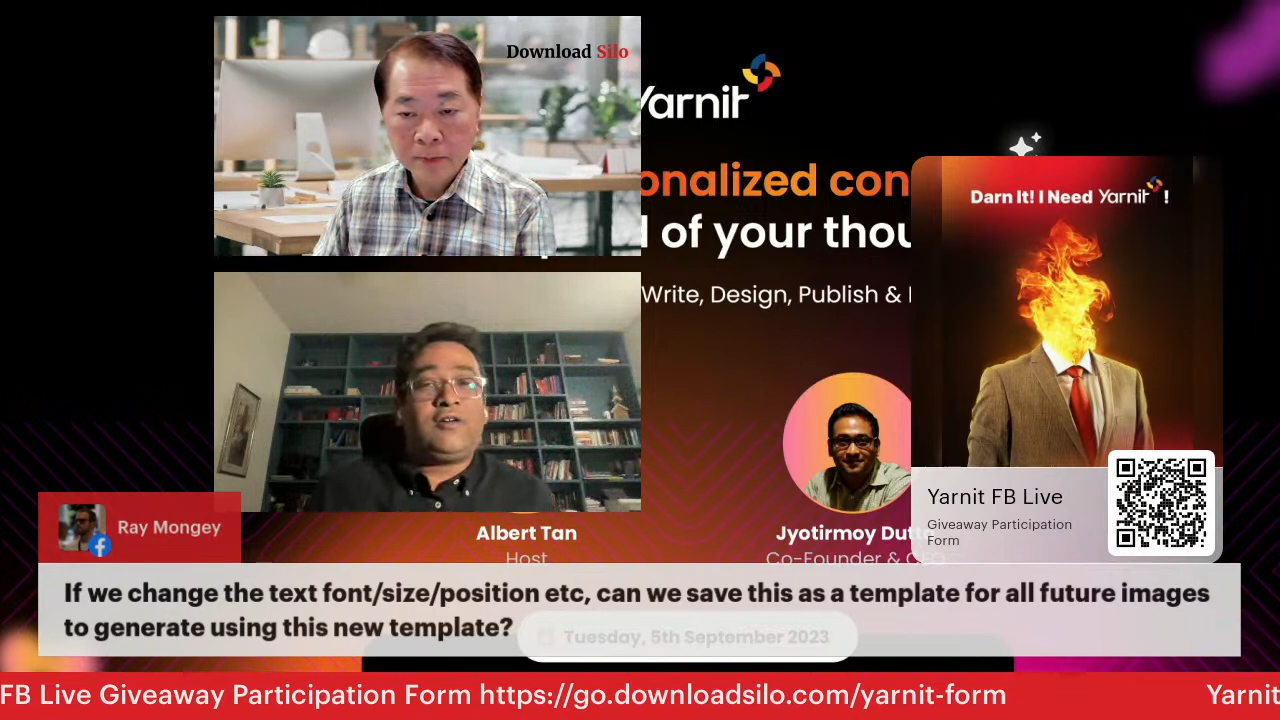 Download Silo
Yarnit
onalized con
d of your thou
Write, Design, Publish &
Darn It! I Need Yarnit !
Yarnit FB Live
Giveaway Participation
Form
Albert Tan
Host
Jyotirmoy Dutta
Co-Founder & CEO
Ray Mongey
If we change the text font/size/position etc, can we save this as a template for all future images
to generate using this new template?
Tuesday, 5th September 2023
FB Live Giveaway Participation Form https://go.downloadsilo.com/yarnit-form
Yarnit